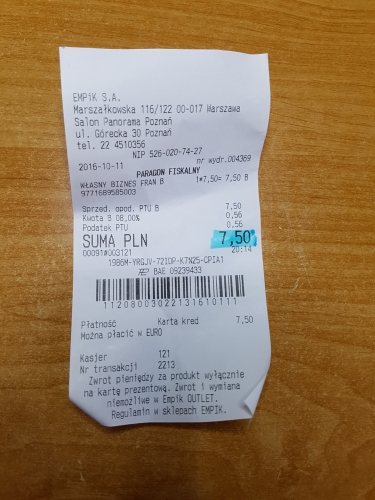 EMPiK S.A.
Marszałkowska 116/122 00-017 Warszawa
Salon Panorama Poznań
ul. Górecka 30 Poznań
tel. 22 4510356
NIP 526-020-74-27
2016-10-11 nr wydr.004369
PARAGON FISKALNY
WŁASNY BIZNES FRAN B 1*7,50= 7,50 B
9771689585003
Sprzed. opod. PTU B 7,50
Kwota B 08,00% 0,56
Podatek PTU 0,56
SUMA PLN 7,50
00091#003121 20:14
1986M-YRGJV-72IDP-K7N25-CPIA1
BAE 09239433
11208003022131610111
Płatność Karta kred 7,50
Można płacić w EURO
Kasjer 121
Nr transakcji 2213
Zwrot pieniędzy za produkt wyłącznie
na kartę prezentową. Zwrot i wymiana
niemożliwe w Empik OUTLET.
Regulamin w sklepach EMPIK.